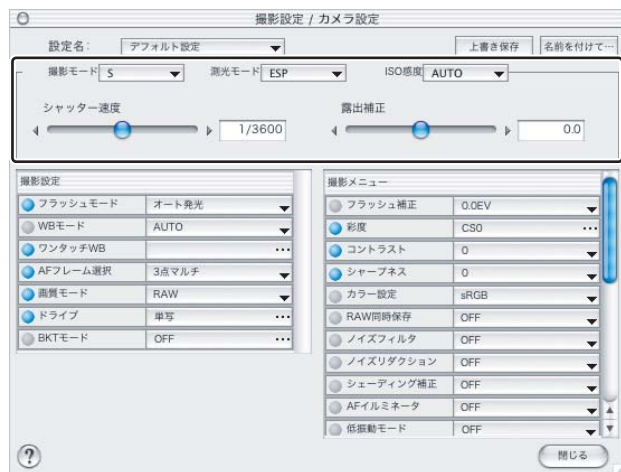 撮影設定 / カメラ設定
設定名: デフォルト設定 上書き保存 名前を付けて…
撮影モード S 測光モード ESP ISO感度 AUTO
シャッター速度 露出補正
1/3600 0.0
撮影設定
フラッシュモード オート発光
WBモード AUTO
ワンタッチWB ...
AFフレーム選択 3点マルチ
画質モード RAW
ドライブ 単写 ...
BKTモード OFF ...
撮影メニュー
フラッシュ補正 0.0EV
彩度 CS0 ...
コントラスト 0
シャープネス 0
カラー設定 sRGB
RAW同時保存 OFF
ノイズフィルタ OFF
ノイズリダクション OFF
シェーディング補正 OFF
AFイルミネータ OFF
低振動モード OFF
? 閉じる